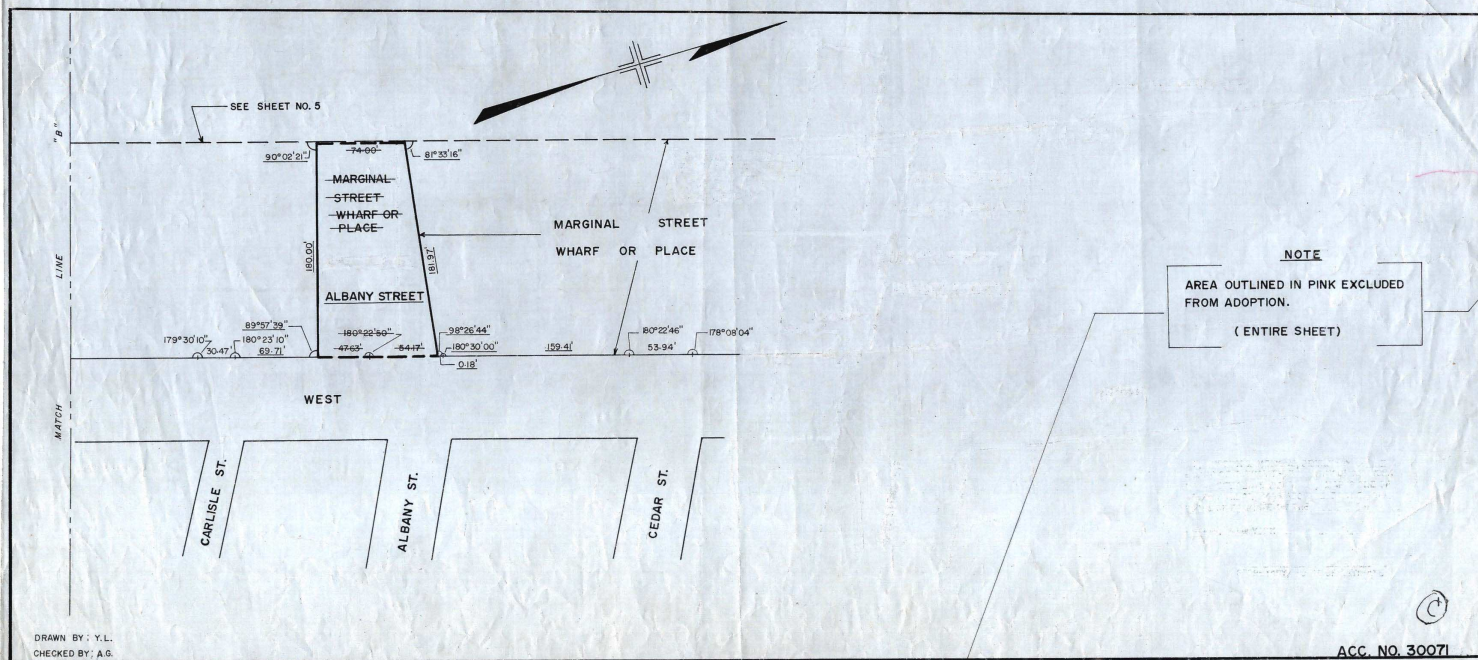 SEE SHEET NO. 5
"B"
LINE
MATCH
90°02'21"
74.00'
81°33'16"
MARGINAL
STREET
WHARF OR
PLACE
180.00'
181.97'
ALBANY STREET
MARGINAL STREET
WHARF OR PLACE
NOTE
AREA OUTLINED IN PINK EXCLUDED
FROM ADOPTION.
(ENTIRE SHEET)
179°30'10"
30.47'
180°23'10"
69.71'
89°57'39"
180°22'50"
47.63'
54.17'
98°26'44"
180°30'00"
0.18'
159.41'
180°22'46"
53.94'
178°08'04"
WEST
CARLISLE ST.
ALBANY ST.
CEDAR ST.
DRAWN BY: Y.L.
CHECKED BY: A.G.
C
ACC. NO. 30071